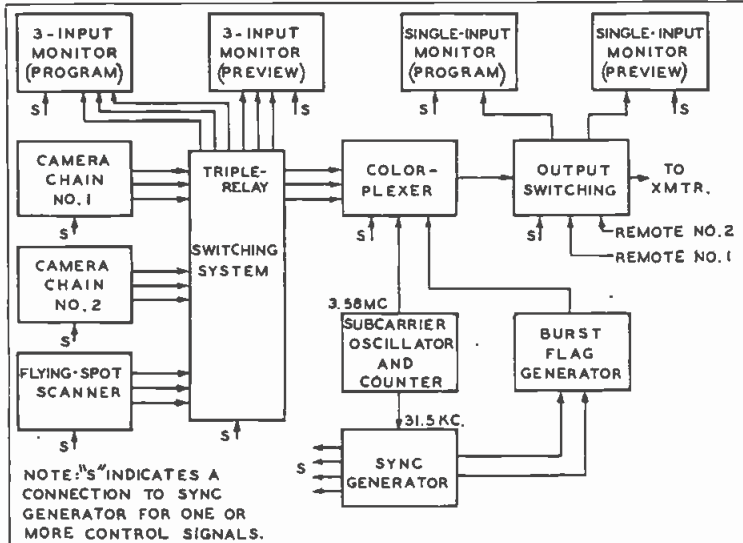 3-INPUT
MONITOR
(PROGRAM)
3-INPUT
MONITOR
(PREVIEW)
SINGLE-INPUT
MONITOR
(PROGRAM)
SINGLE-INPUT
MONITOR
(PREVIEW)
S
S
S
S
CAMERA
CHAIN
NO.1
S
TRIPLE-
RELAY
SWITCHING
SYSTEM
S
COLOR-
PLEXER
S
OUTPUT
SWITCHING
S
TO
XMTR.
REMOTE NO.2
REMOTE NO.1
CAMERA
CHAIN
NO.2
S
3.58MC
SUBCARRIER
OSCILLATOR
AND
COUNTER
BURST
FLAG
GENERATOR
FLYING-SPOT
SCANNER
S
31.5KC.
S
SYNC
GENERATOR
NOTE:"S"INDICATES A
CONNECTION TO SYNC
GENERATOR FOR ONE OR
MORE CONTROL SIGNALS.